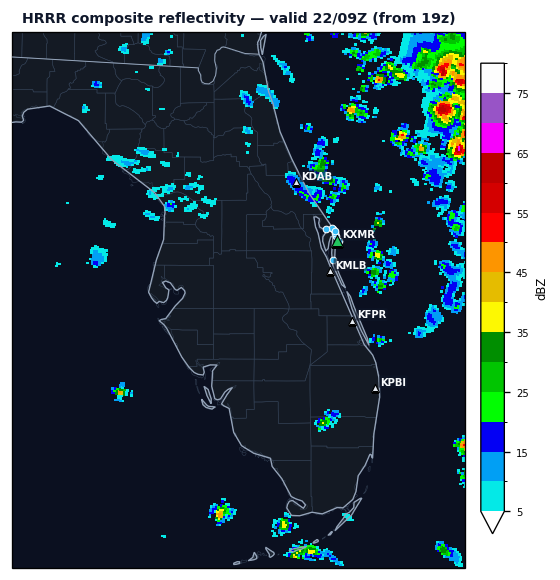 HRRR composite reflectivity — valid 22/09Z (from 19z)
KDAB
KXMR
KMLB
KFPR
KPBI
75
65
55
45
35
25
15
5
dBZ